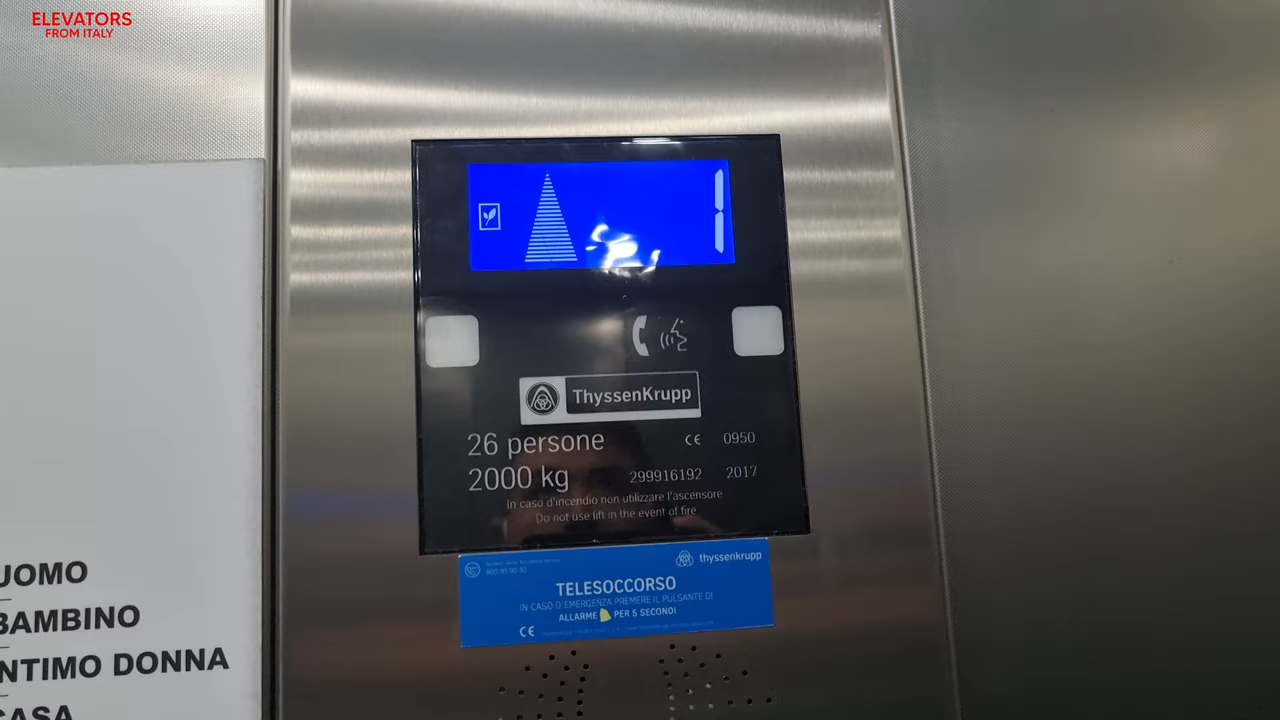 ELEVATORS
FROM ITALY
1
ThyssenKrupp
26 persone
CE 0950
2000 kg
299916192 2017
In caso d'incendio non utilizzare l'ascensore
Do not use lift in the event of fire
thyssenkrupp
TELESOCCORSO
IN CASO D'EMERGENZA PREMERE IL PULSANTE DI
ALLARME PER 5 SECONDI
CE
UOMO
BAMBINO
NTIMO DONNA
CASA